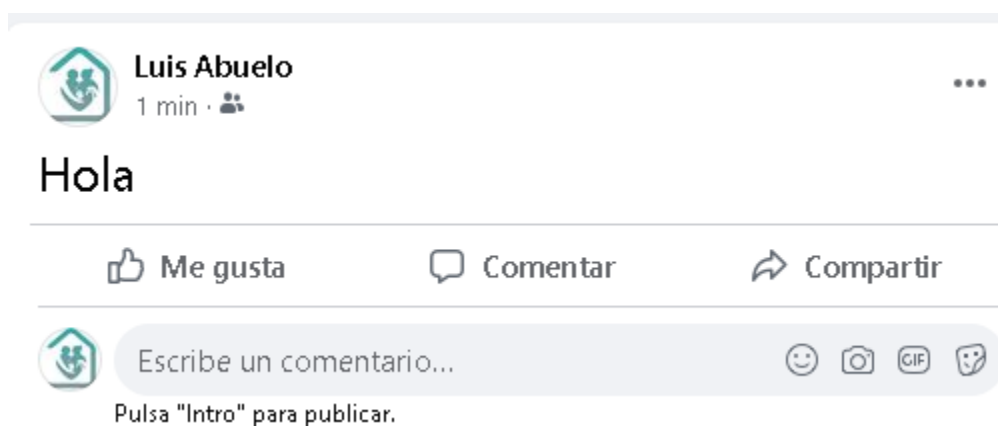 Luis Abuelo
1 min ·
Hola
Me gusta Comentar Compartir
Escribe un comentario... GIF
Pulsa "Intro" para publicar.